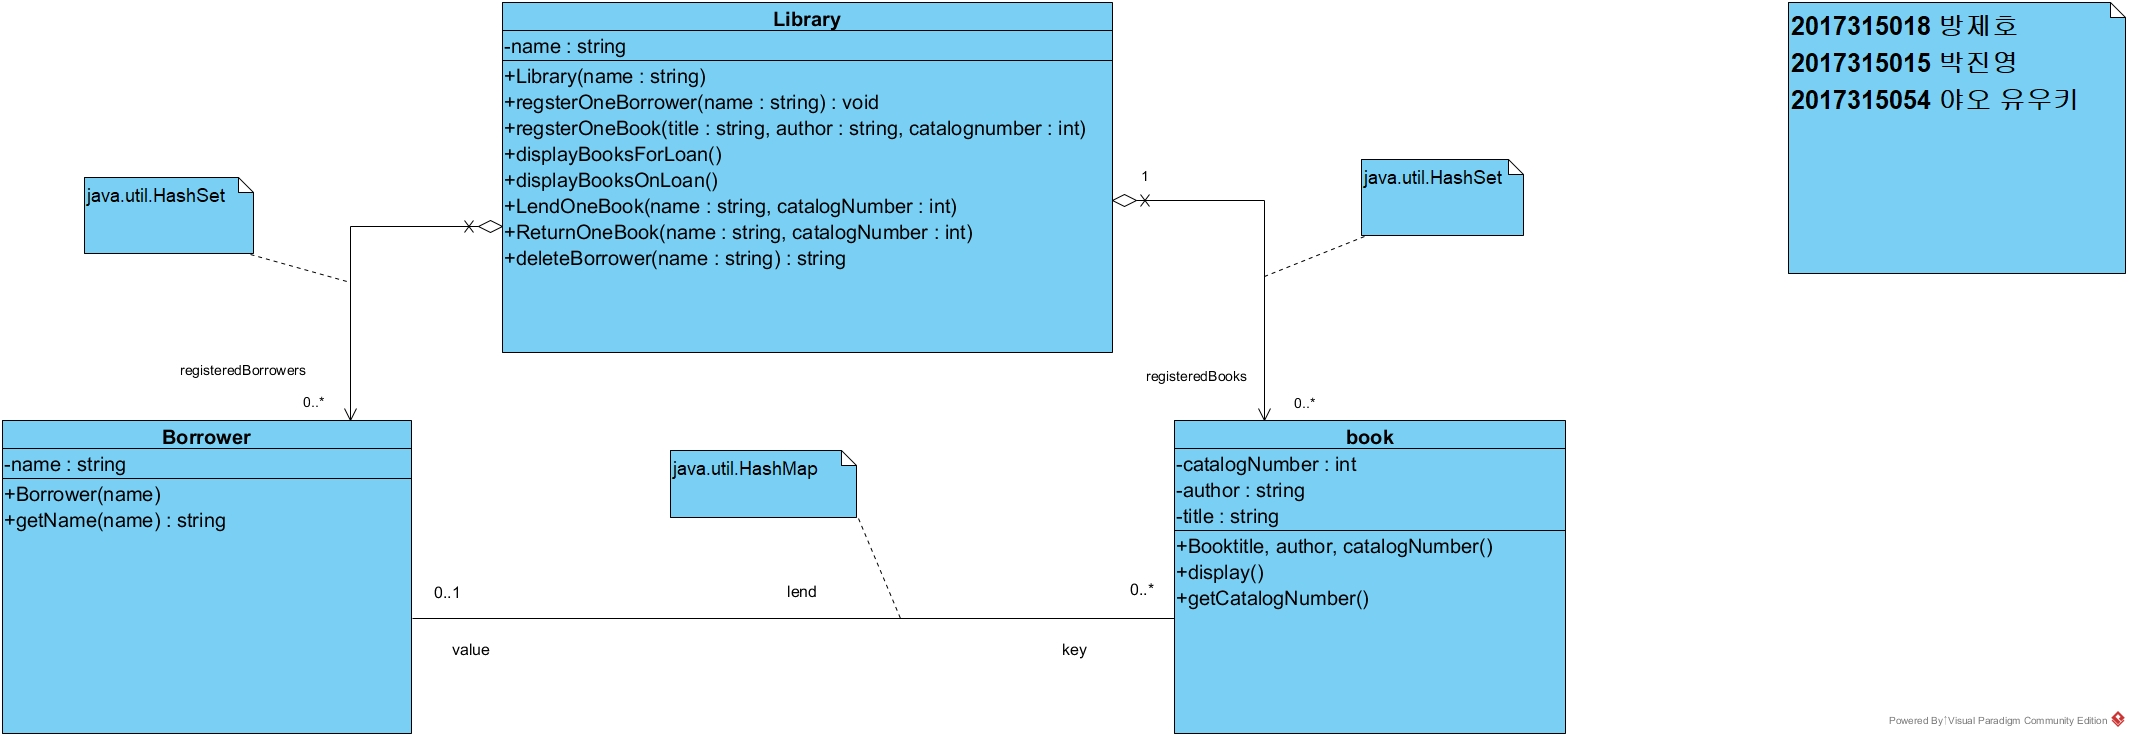 Library
-name : string
+Library(name : string)
+regsterOneBorrower(name : string) : void
+regsterOneBook(title : string, author : string, catalognumber : int)
+displayBooksForLoan()
+displayBooksOnLoan()
+LendOneBook(name : string, catalogNumber : int)
+ReturnOneBook(name : string, catalogNumber : int)
+deleteBorrower(name : string) : string
2017315018 방제호
2017315015 박진영
2017315054 야오 유우키
java.util.HashSet
1
java.util.HashSet
registeredBorrowers
0..*
registeredBooks
0..*
Borrower
-name : string
+Borrower(name)
+getName(name) : string
java.util.HashMap
book
-catalogNumber : int
-author : string
-title : string
+Booktitle, author, catalogNumber()
+display()
+getCatalogNumber()
0..1
lend
0..*
value
key
Powered By Visual Paradigm Community Edition